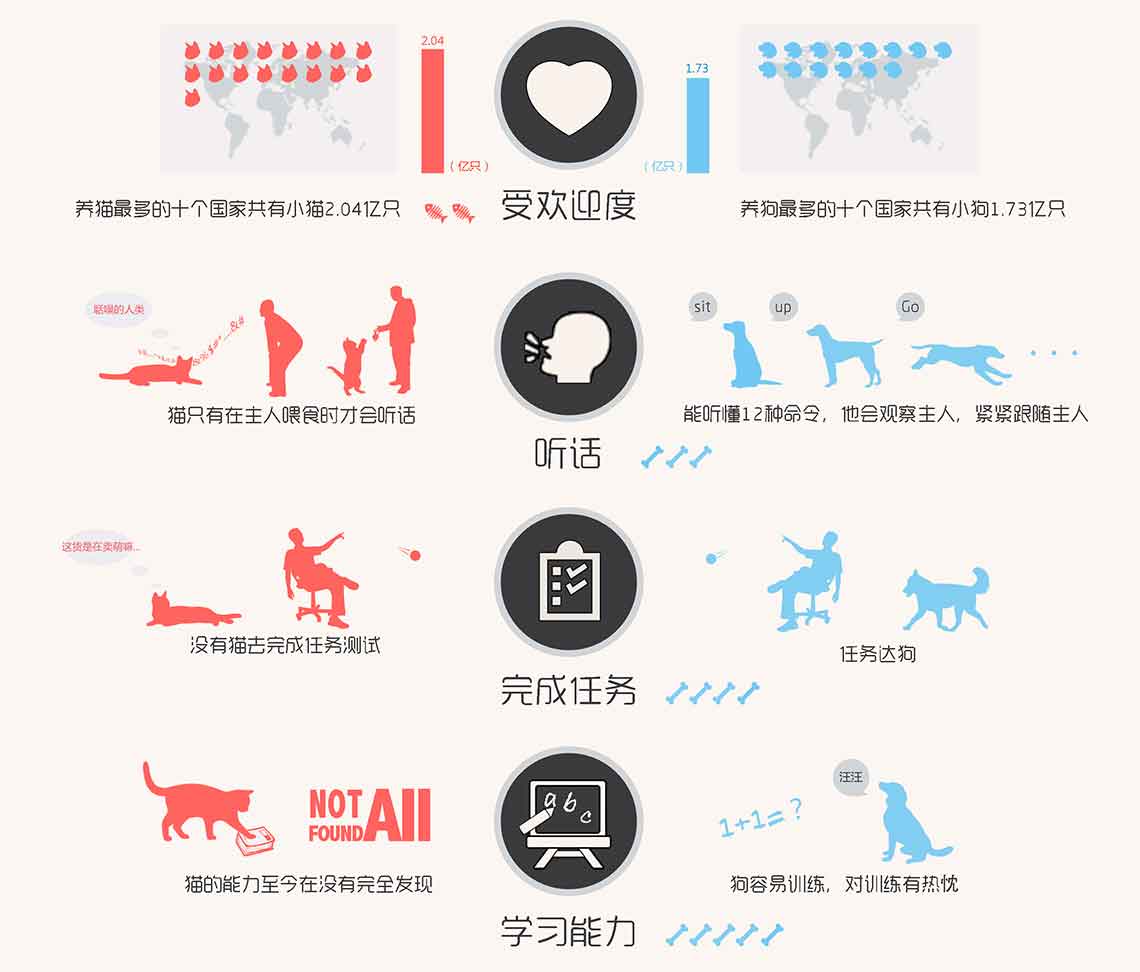 2.04
1.73
(亿只)
(亿只)
养猫最多的十个国家共有小猫2.04亿只
受欢迎度
养狗最多的十个国家共有小狗1.73亿只
聒噪的人类
&%$#*...&#
sit
up
Go
猫只有在主人喂食时才会听话
能听懂12种命令，他会观察主人，紧紧跟随主人
听话
这货是在卖萌嘛...
没有猫去完成任务测试
任务达狗
完成任务
NOT
FOUND
All
abc
汪汪
1+1=?
猫的能力至今在没有完全发现
狗容易训练，对训练有热忱
学习能力